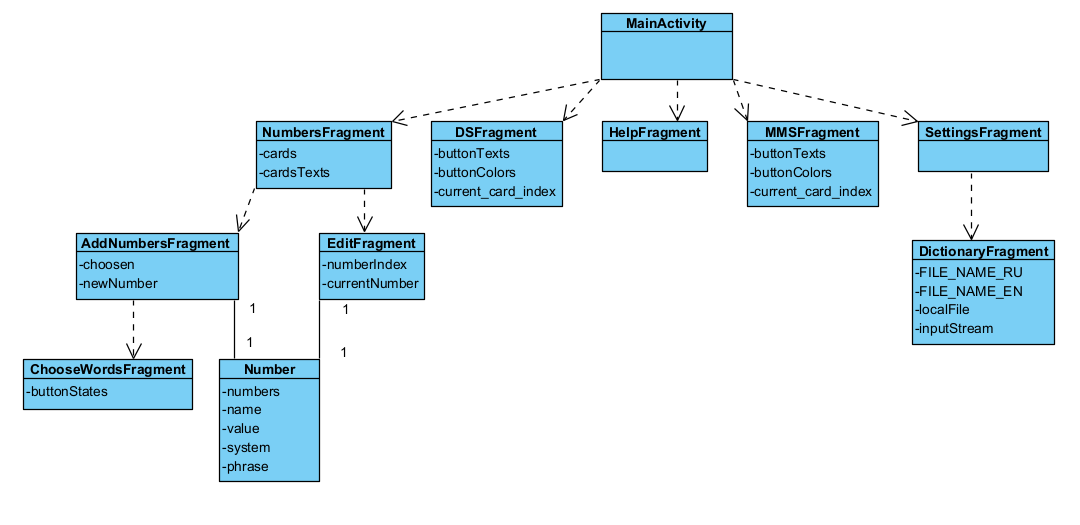 MainActivity
NumbersFragment
-cards
-cardsTexts
DSFragment
-buttonTexts
-buttonColors
-current_card_index
HelpFragment
MMSFragment
-buttonTexts
-buttonColors
-current_card_index
SettingsFragment
AddNumbersFragment
-choosen
-newNumber
EditFragment
-numberIndex
-currentNumber
DictionaryFragment
-FILE_NAME_RU
-FILE_NAME_EN
-localFile
-inputStream
1
1
1
1
ChooseWordsFragment
-buttonStates
Number
-numbers
-name
-value
-system
-phrase